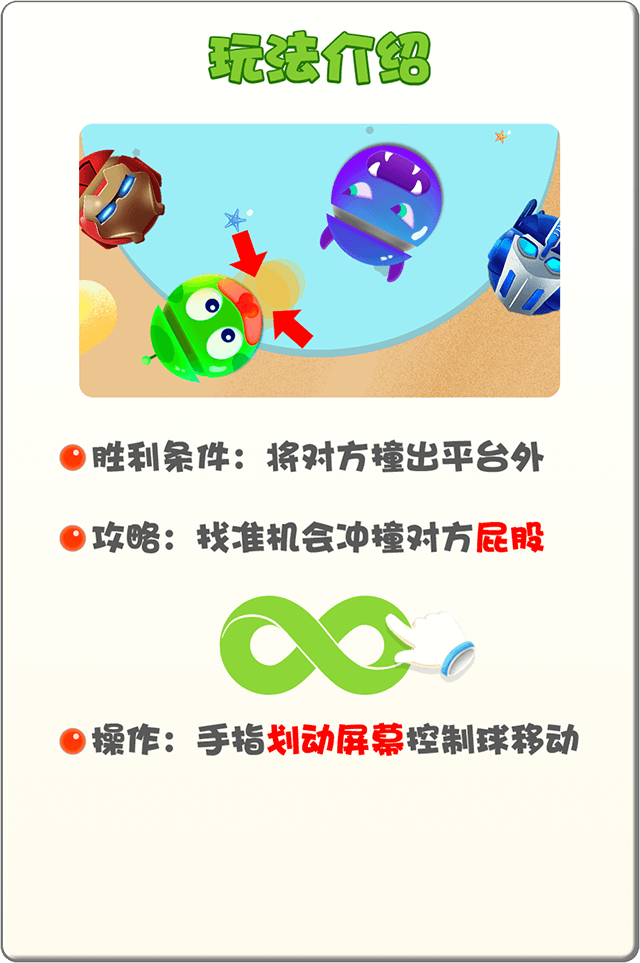 玩法介绍
胜利条件：将对方撞出平台外
攻略：找准机会冲撞对方屁股
操作：手指划动屏幕控制球移动